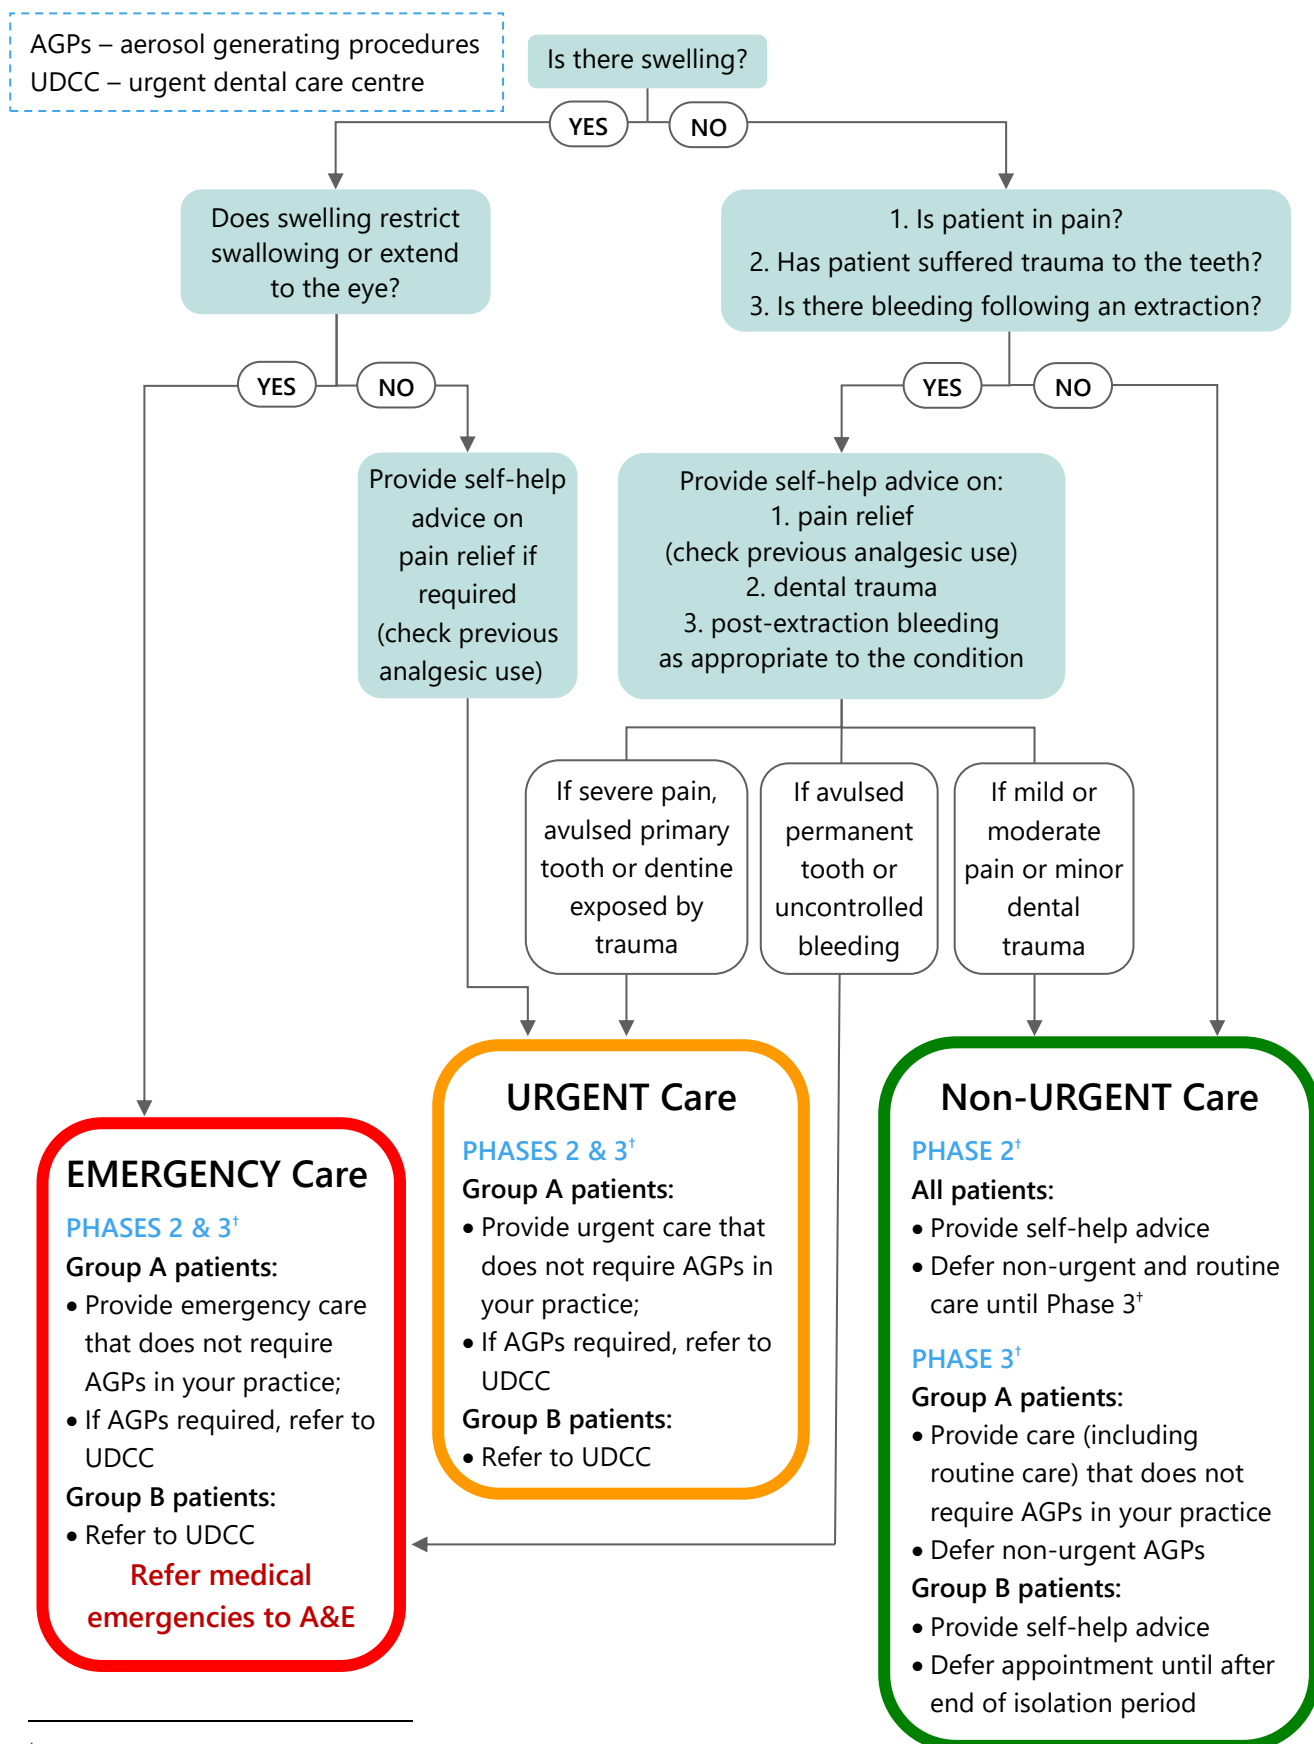 AGPs – aerosol generating procedures
UDCC – urgent dental care centre
Is there swelling?
YES
NO
Does swelling restrict
swallowing or extend
to the eye?
1. Is patient in pain?
2. Has patient suffered trauma to the teeth?
3. Is there bleeding following an extraction?
YES
NO
YES
NO
Provide self-help
advice on
pain relief if
required
(check previous
analgesic use)
Provide self-help advice on:
1. pain relief
(check previous analgesic use)
2. dental trauma
3. post-extraction bleeding
as appropriate to the condition
If severe pain,
avulsed primary
tooth or dentine
exposed by
trauma
If avulsed
permanent
tooth or
uncontrolled
bleeding
If mild or
moderate
pain or minor
dental
trauma
EMERGENCY Care
PHASES 2 & 3†
Group A patients:
• Provide emergency care
that does not require
AGPs in your practice;
• If AGPs required, refer to
UDCC
Group B patients:
• Refer to UDCC
Refer medical
emergencies to A&E
URGENT Care
PHASES 2 & 3†
Group A patients:
• Provide urgent care that
does not require AGPs in
your practice;
• If AGPs required, refer to
UDCC
Group B patients:
• Refer to UDCC
Non-URGENT Care
PHASE 2†
All patients:
• Provide self-help advice
• Defer non-urgent and routine
care until Phase 3†
PHASE 3†
Group A patients:
• Provide care (including
routine care) that does not
require AGPs in your practice
• Defer non-urgent AGPs
Group B patients:
• Provide self-help advice
• Defer appointment until after
end of isolation period